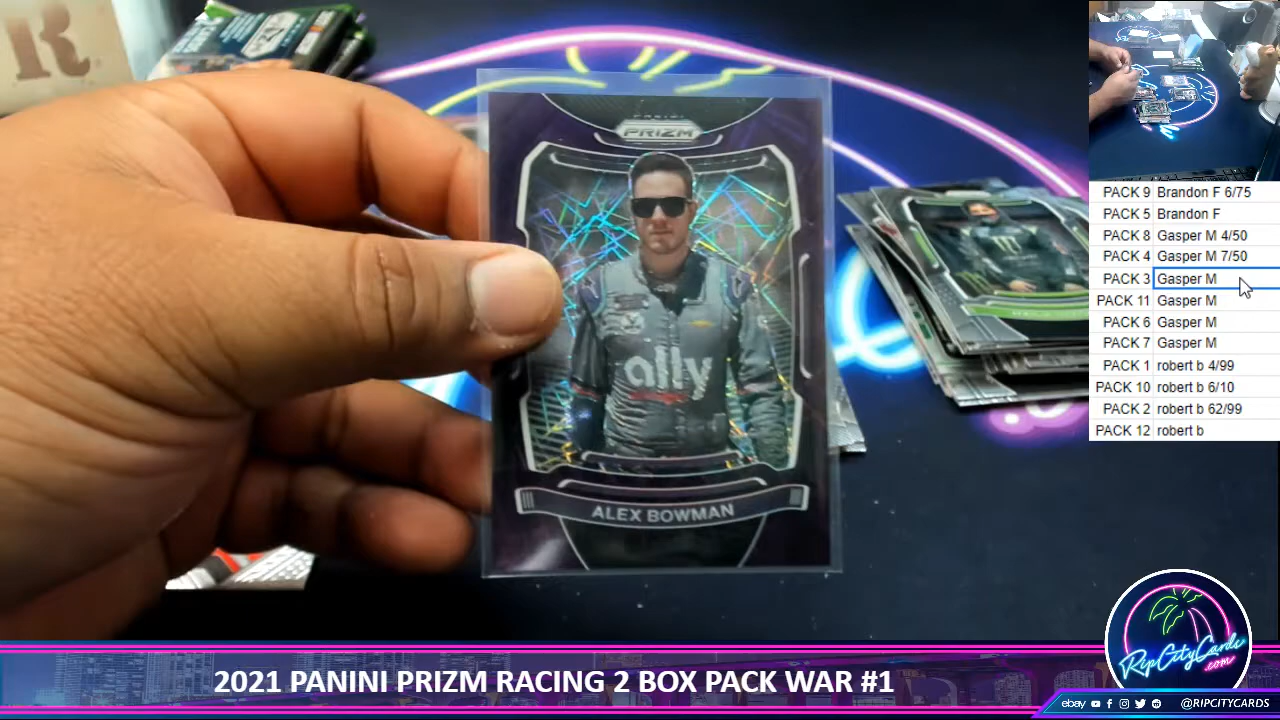 R
PRIZM
ally
ALEX BOWMAN
PACK 9 Brandon F 6/75
PACK 5 Brandon F
PACK 8 Gasper M 4/50
PACK 4 Gasper M 7/50
PACK 3 Gasper M
PACK 11 Gasper M
PACK 6 Gasper M
PACK 7 Gasper M
PACK 1 robert b 4/99
PACK 10 robert b 6/10
PACK 2 robert b 62/99
PACK 12 robert b
2021 PANINI PRIZM RACING 2 BOX PACK WAR #1
RipCityCards
.com
ebay @RIPCITYCARDS